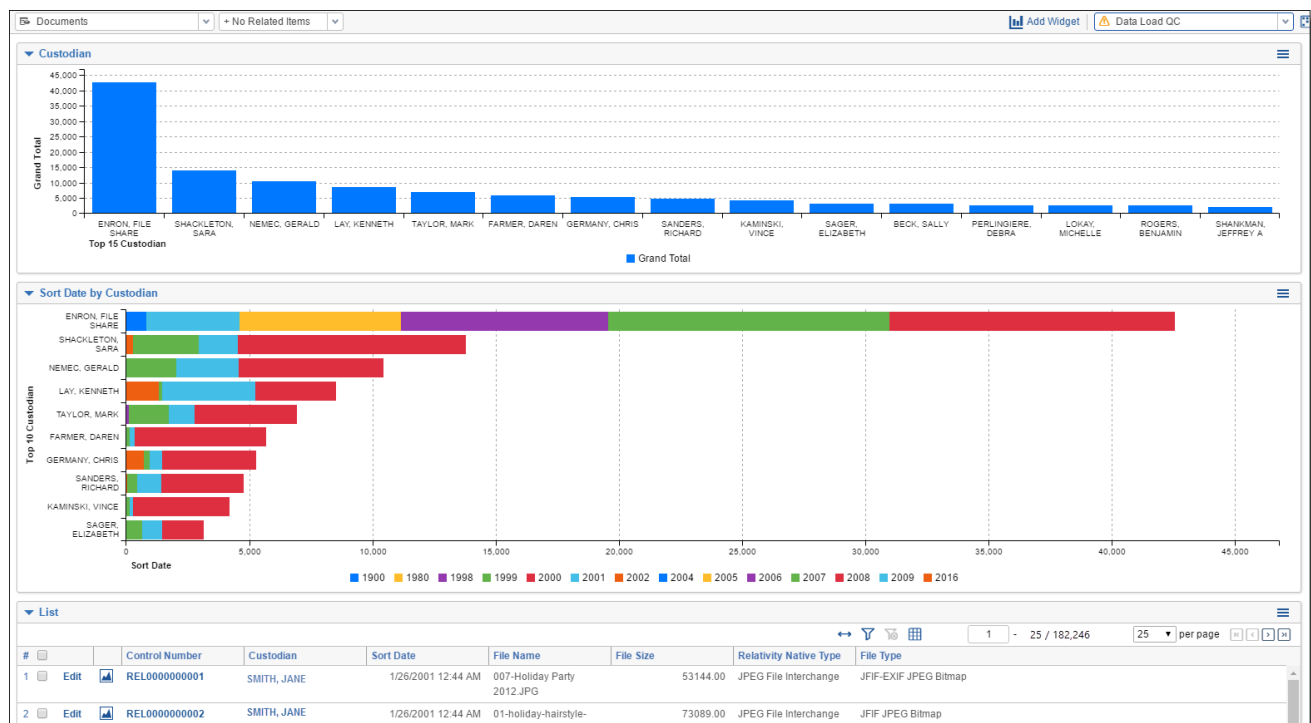 Documents + No Related Items Add Widget Data Load QC
Custodian
45,000
40,000
35,000
30,000
25,000
20,000
15,000
10,000
5,000
0
Grand Total
ENRON, FILE SHARE
SHACKLETON, SARA
NEMEC, GERALD
LAY, KENNETH
TAYLOR, MARK
FARMER, DAREN
GERMANY, CHRIS
SANDERS, RICHARD
KAMINSKI, VINCE
SAGER, ELIZABETH
BECK, SALLY
PERLINGIERE, DEBRA
LOKAY, MICHELLE
ROGERS, BENJAMIN
SHANKMAN, JEFFREY A
Top 15 Custodian
Grand Total
Sort Date by Custodian
Top 10 Custodian
ENRON, FILE
SHARE
SHACKLETON,
SARA
NEMEC, GERALD
LAY, KENNETH
TAYLOR, MARK
FARMER, DAREN
GERMANY, CHRIS
SANDERS,
RICHARD
KAMINSKI, VINCE
SAGER,
ELIZABETH
0 5,000 10,000 15,000 20,000 25,000 30,000 35,000 40,000 45,000
Sort Date
1900 1980 1998 1999 2000 2001 2002 2004 2005 2006 2007 2008 2009 2016
List
1 - 25 / 182,246 25 per page
# Control Number Custodian Sort Date File Name File Size Relativity Native Type File Type
1 Edit REL0000000001 SMITH, JANE 1/26/2001 12:44 AM 007-Holiday Party 53144.00 JPEG File Interchange JFIF-EXIF JPEG Bitmap
2012.JPG
2 Edit REL0000000002 SMITH, JANE 1/26/2001 12:44 AM 01-holiday-hairstyle- 73089.00 JPEG File Interchange JFIF JPEG Bitmap